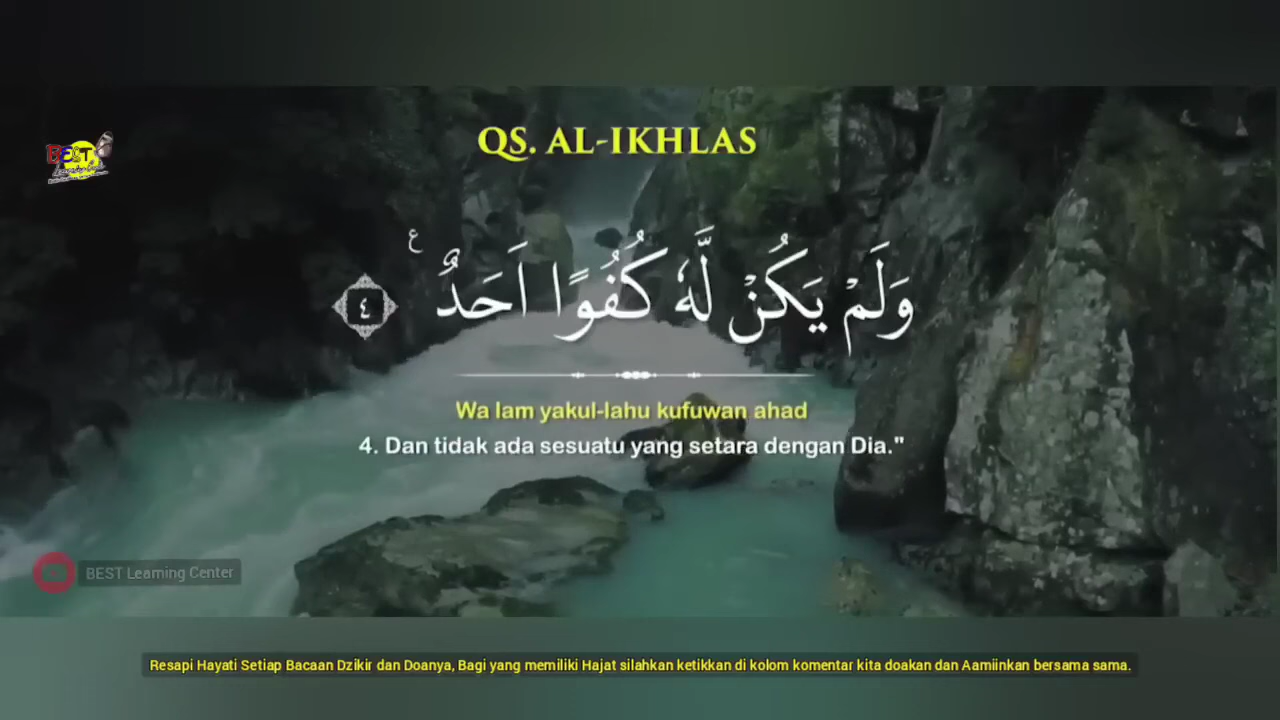 BEST
QS. AL-IKHLAS
وَلَمْ يَكُنْ لَّهٗ كُفُوًا اَحَدٌ ࣖ ٤
Wa lam yakul-lahu kufuwan ahad
4. Dan tidak ada sesuatu yang setara dengan Dia."
BEST Learning Center
Resapi Hayati Setiap Bacaan Dzikir dan Doanya, Bagi yang memiliki Hajat silahkan ketikkan di kolom komentar kita doakan dan Aamiinkan bersama sama.